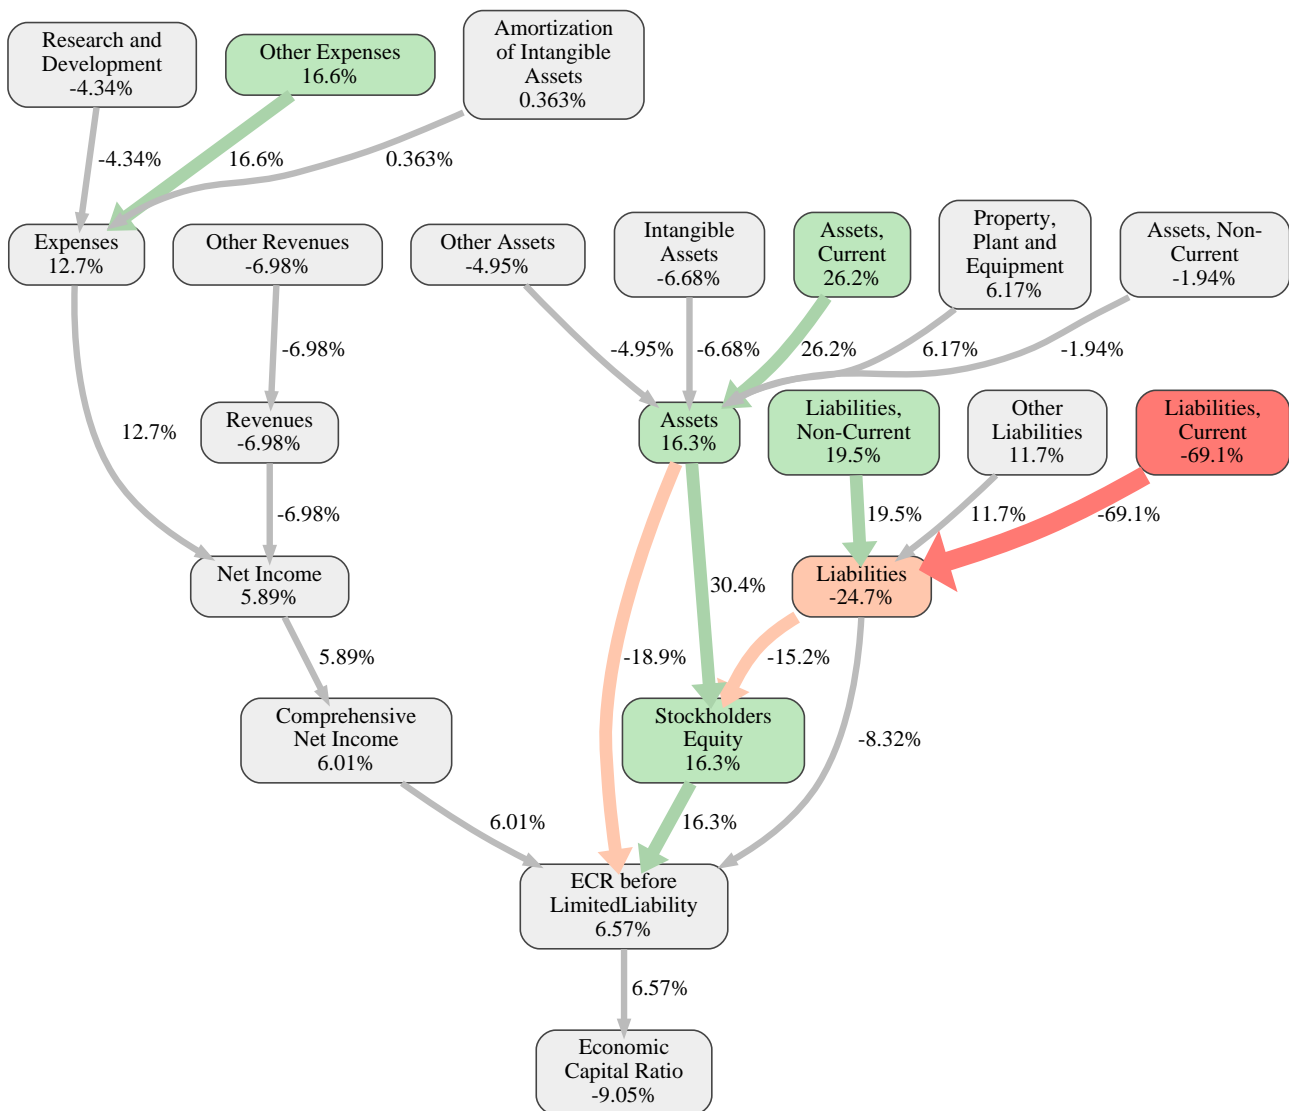 Research and
Development
-4.34%
Other Expenses
16.6%
Amortization
of Intangible
Assets
0.363%
-4.34%
16.6%
0.363%
Expenses
12.7%
Other Revenues
-6.98%
Other Assets
-4.95%
Intangible
Assets
-6.68%
Assets,
Current
26.2%
Property,
Plant and
Equipment
6.17%
Assets, Non-
Current
-1.94%
-6.98%
-4.95%
-6.68%
26.2%
6.17%
-1.94%
12.7%
Revenues
-6.98%
Assets
16.3%
Liabilities,
Non-Current
19.5%
Other
Liabilities
11.7%
Liabilities,
Current
-69.1%
-6.98%
19.5%
11.7%
-69.1%
Net Income
5.89%
30.4%
Liabilities
-24.7%
5.89%
-18.9%
-15.2%
Comprehensive
Net Income
6.01%
Stockholders
Equity
16.3%
-8.32%
6.01%
16.3%
ECR before
LimitedLiability
6.57%
6.57%
Economic
Capital Ratio
-9.05%